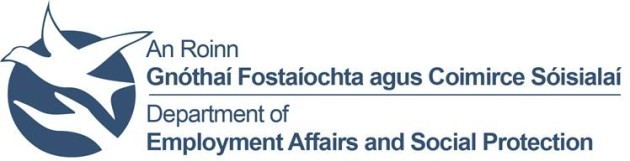 An Roinn
Gnóthaí Fostaíochta agus Coimirce Sóisialaí
Department of
Employment Affairs and Social Protection